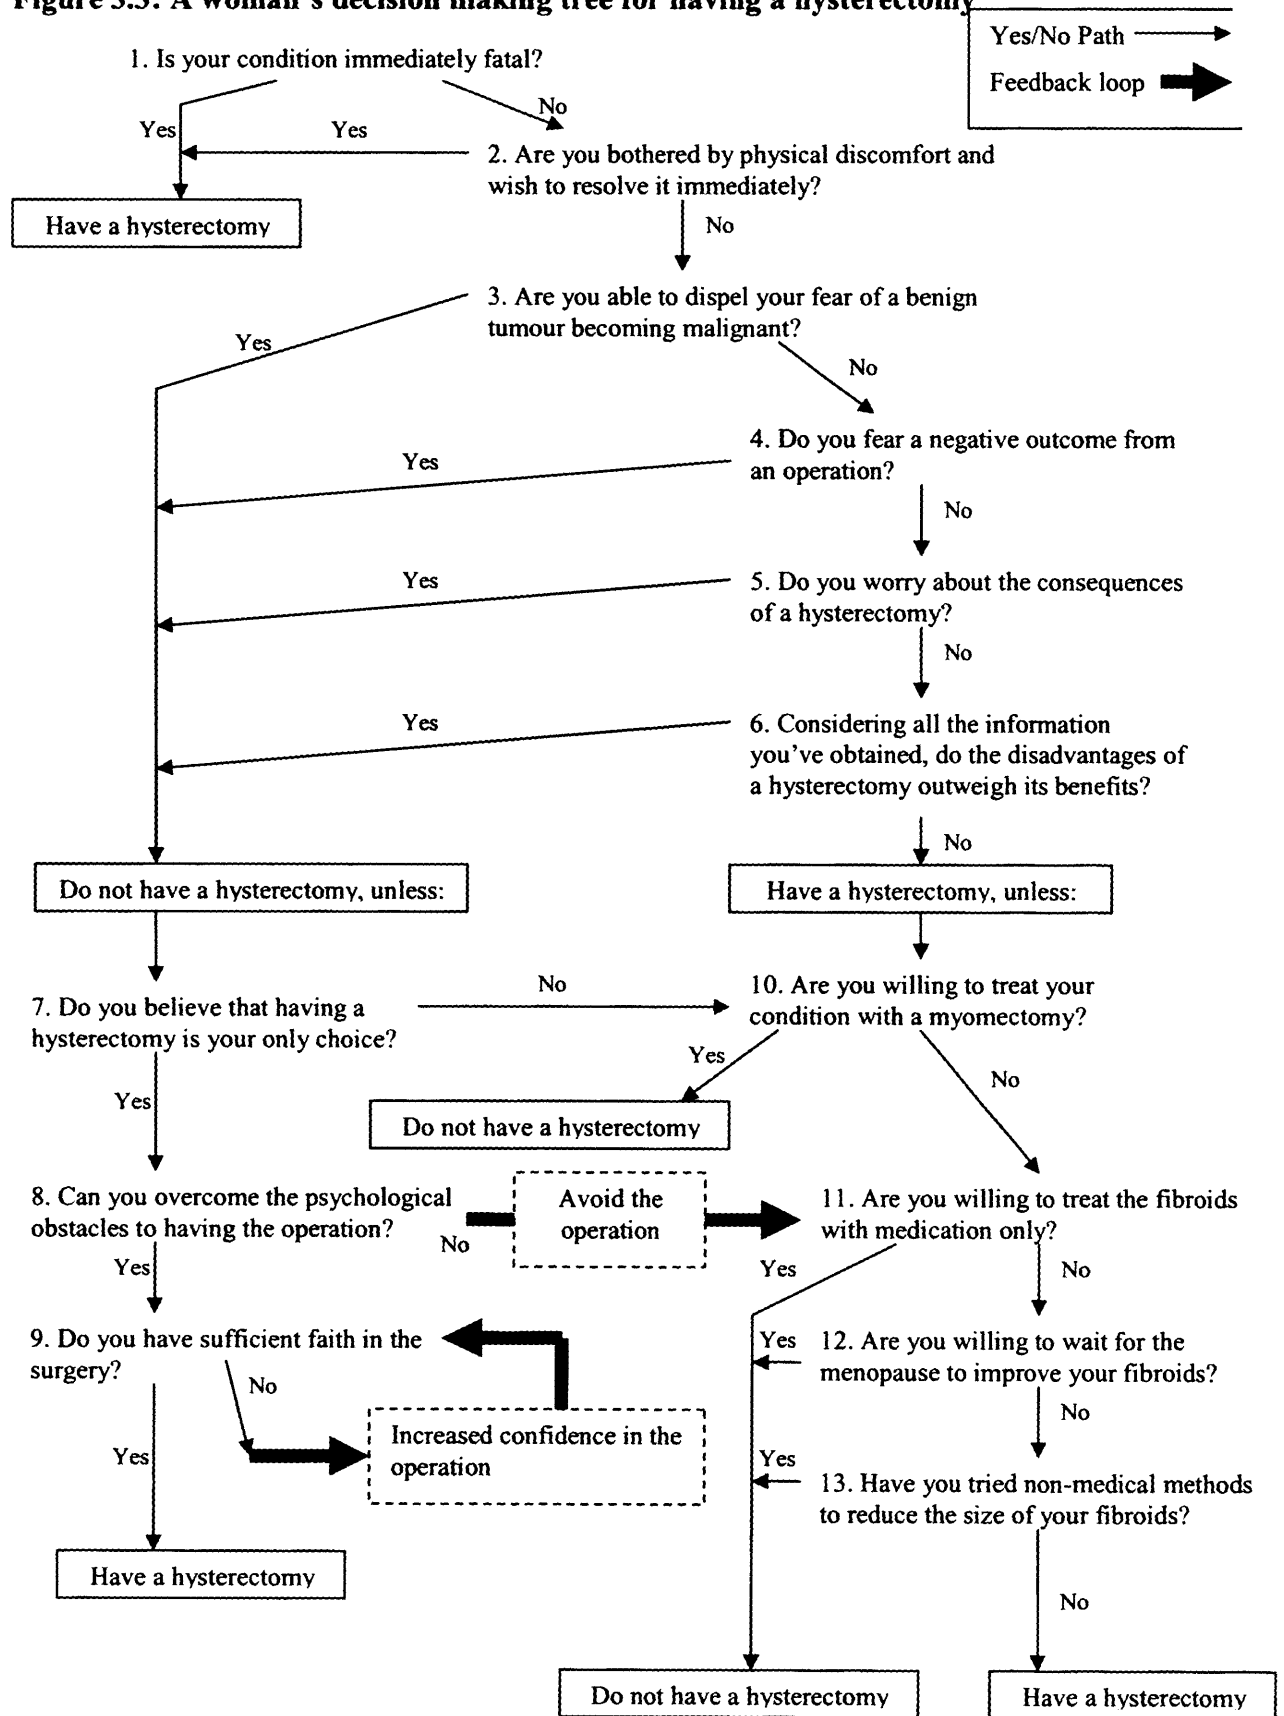 Figure 3.3: A woman's decision making tree for having a hysterectomy
Yes/No Path
Feedback loop
1. Is your condition immediately fatal?
No
Yes
Yes
2. Are you bothered by physical discomfort and
wish to resolve it immediately?
Have a hysterectomy
No
3. Are you able to dispel your fear of a benign
tumour becoming malignant?
Yes
No
4. Do you fear a negative outcome from
an operation?
Yes
No
5. Do you worry about the consequences
of a hysterectomy?
Yes
No
6. Considering all the information
you've obtained, do the disadvantages of
a hysterectomy outweigh its benefits?
Yes
No
Do not have a hysterectomy, unless:
Have a hysterectomy, unless:
7. Do you believe that having a
hysterectomy is your only choice?
No
10. Are you willing to treat your
condition with a myomectomy?
Yes
No
Yes
Do not have a hysterectomy
8. Can you overcome the psychological
obstacles to having the operation?
No
Avoid the
operation
11. Are you willing to treat the fibroids
with medication only?
Yes
Yes
No
9. Do you have sufficient faith in the
surgery?
No
Yes
12. Are you willing to wait for the
menopause to improve your fibroids?
No
Increased confidence in the
operation
Yes
Yes
13. Have you tried non-medical methods
to reduce the size of your fibroids?
Have a hysterectomy
No
Do not have a hysterectomy
Have a hysterectomy